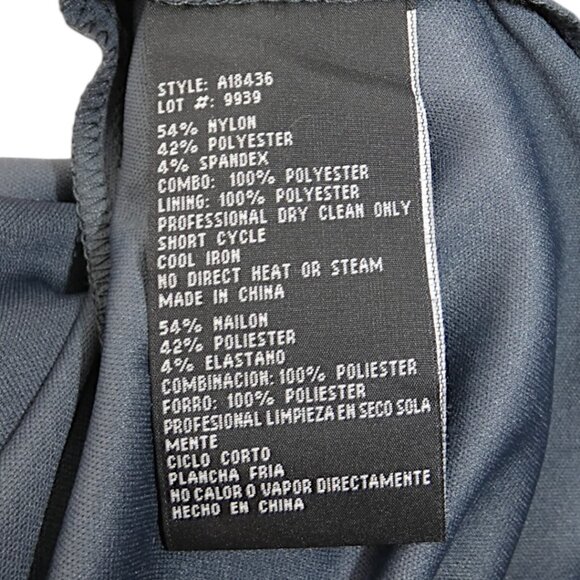 STYLE: A18436
LOT #: 9939
54% NYLON
42% POLYESTER
4% SPANDEX
COMBO: 100% POLYESTER
LINING: 100% POLYESTER
PROFESSIONAL DRY CLEAN ONLY
SHORT CYCLE
COOL IRON
NO DIRECT HEAT OR STEAM
MADE IN CHINA
54% NAILON
42% POLIESTER
4% ELASTANO
COMBINACION: 100% POLIESTER
FORRO: 100% POLIESTER
PROFESIONAL LIMPIEZA EN SECO SOLA
MENTE
CICLO CORTO
PLANCHA FRIA
NO CALOR O VAPOR DIRECTAMENTE
HECHO EN CHINA